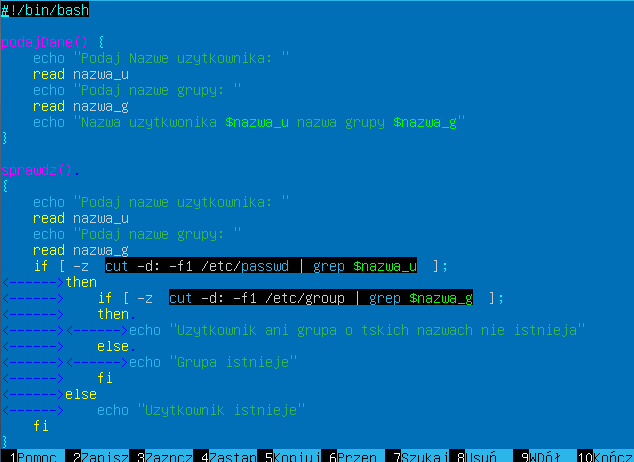 #!/bin/bash
podajDane() {
echo "Podaj Nazwe uzytkownika: "
read nazwa_u
echo "Podaj nazwe grupy: "
read nazwa_g
echo "Nazwa uzytkwonika $nazwa_u nazwa grupy $nazwa_g"
}
sprawdz().
{
echo "Podaj nazwe uzytkownika: "
read nazwa_u
echo "Podaj nazwe grupy: "
read nazwa_g
if [ -z cut -d: -f1 /etc/passwd | grep $nazwa_u ];
<------>then
<------> if [ -z cut -d: -f1 /etc/group | grep $nazwa_g ];
<------> then.
<------><------>echo "Uzytkownik ani grupa o tskich nazwach nie istnieja"
<------> else.
<------><------>echo "Grupa istnieje"
<------> fi
<------>else
<------> echo "Uzytkownik istnieje"
fi
}
1Pomoc 2Zapisz 3Zazncz 4Zastąp 5Kopiuj 6Przen 7Szukaj 8Usuń 9WDół 10Kończ